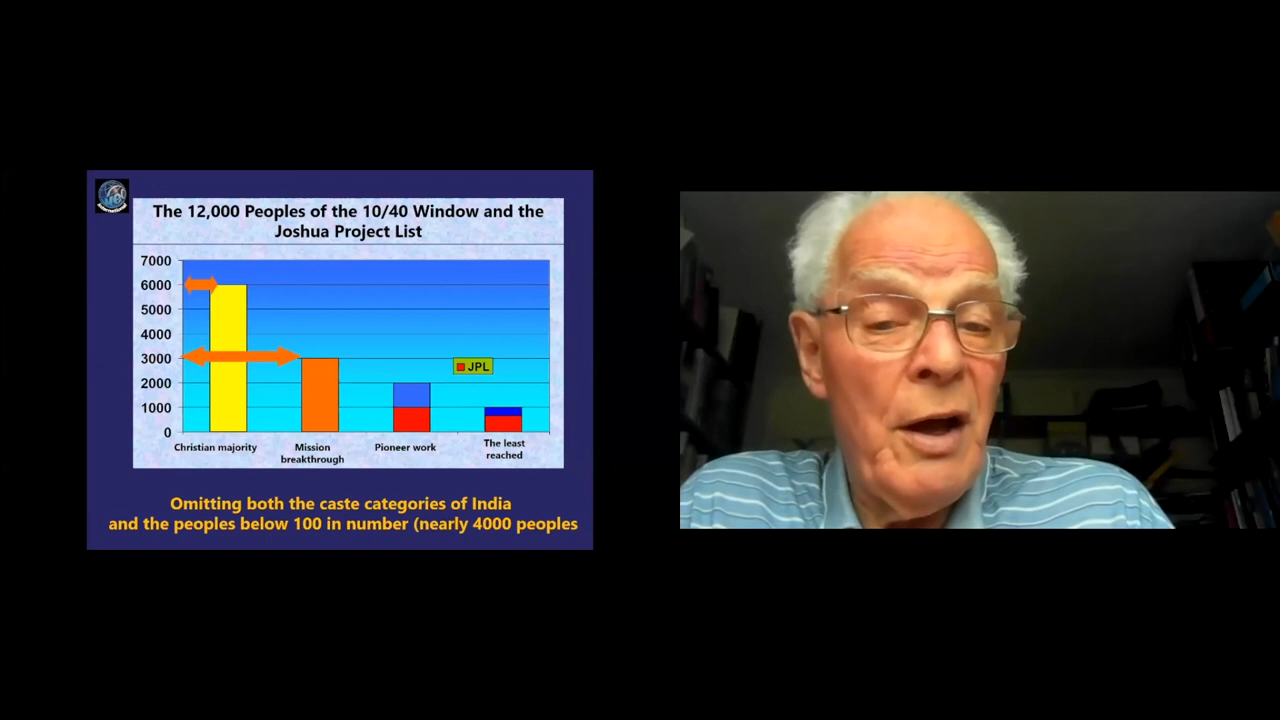 The 12,000 Peoples of the 10/40 Window and the
Joshua Project List
7000
6000
5000
4000
3000
2000
1000
0
JPL
Christian majority
Mission
breakthrough
Pioneer work
The least
reached
Omitting both the caste categories of India
and the peoples below 100 in number (nearly 4000 peoples